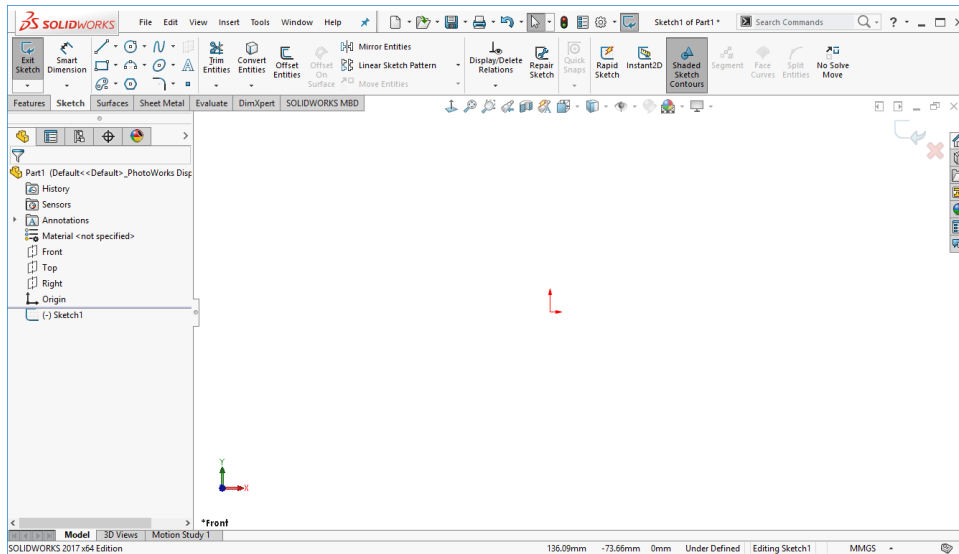 SOLIDWORKS File Edit View Insert Tools Window Help Sketch1 of Part1 * Search Commands ?
Exit Sketch Smart Dimension Trim Entities Convert Entities Offset Entities Offset On Surface Mirror Entities Linear Sketch Pattern Move Entities Display/Delete Relations Repair Sketch Quick Snaps Rapid Sketch Instant2D Shaded Sketch Contours Segment Face Curves Split Entities No Solve Move
Features Sketch Surfaces Sheet Metal Evaluate DimXpert SOLIDWORKS MBD
Part1 (Default<<Default>_PhotoWorks Disp
History
Sensors
Annotations
Material <not specified>
Front
Top
Right
Origin
(-) Sketch1
Y
X
*Front
Model 3D Views Motion Study 1
SOLIDWORKS 2017 x64 Edition 136.09mm -73.66mm 0mm Under Defined Editing Sketch1 MMGS